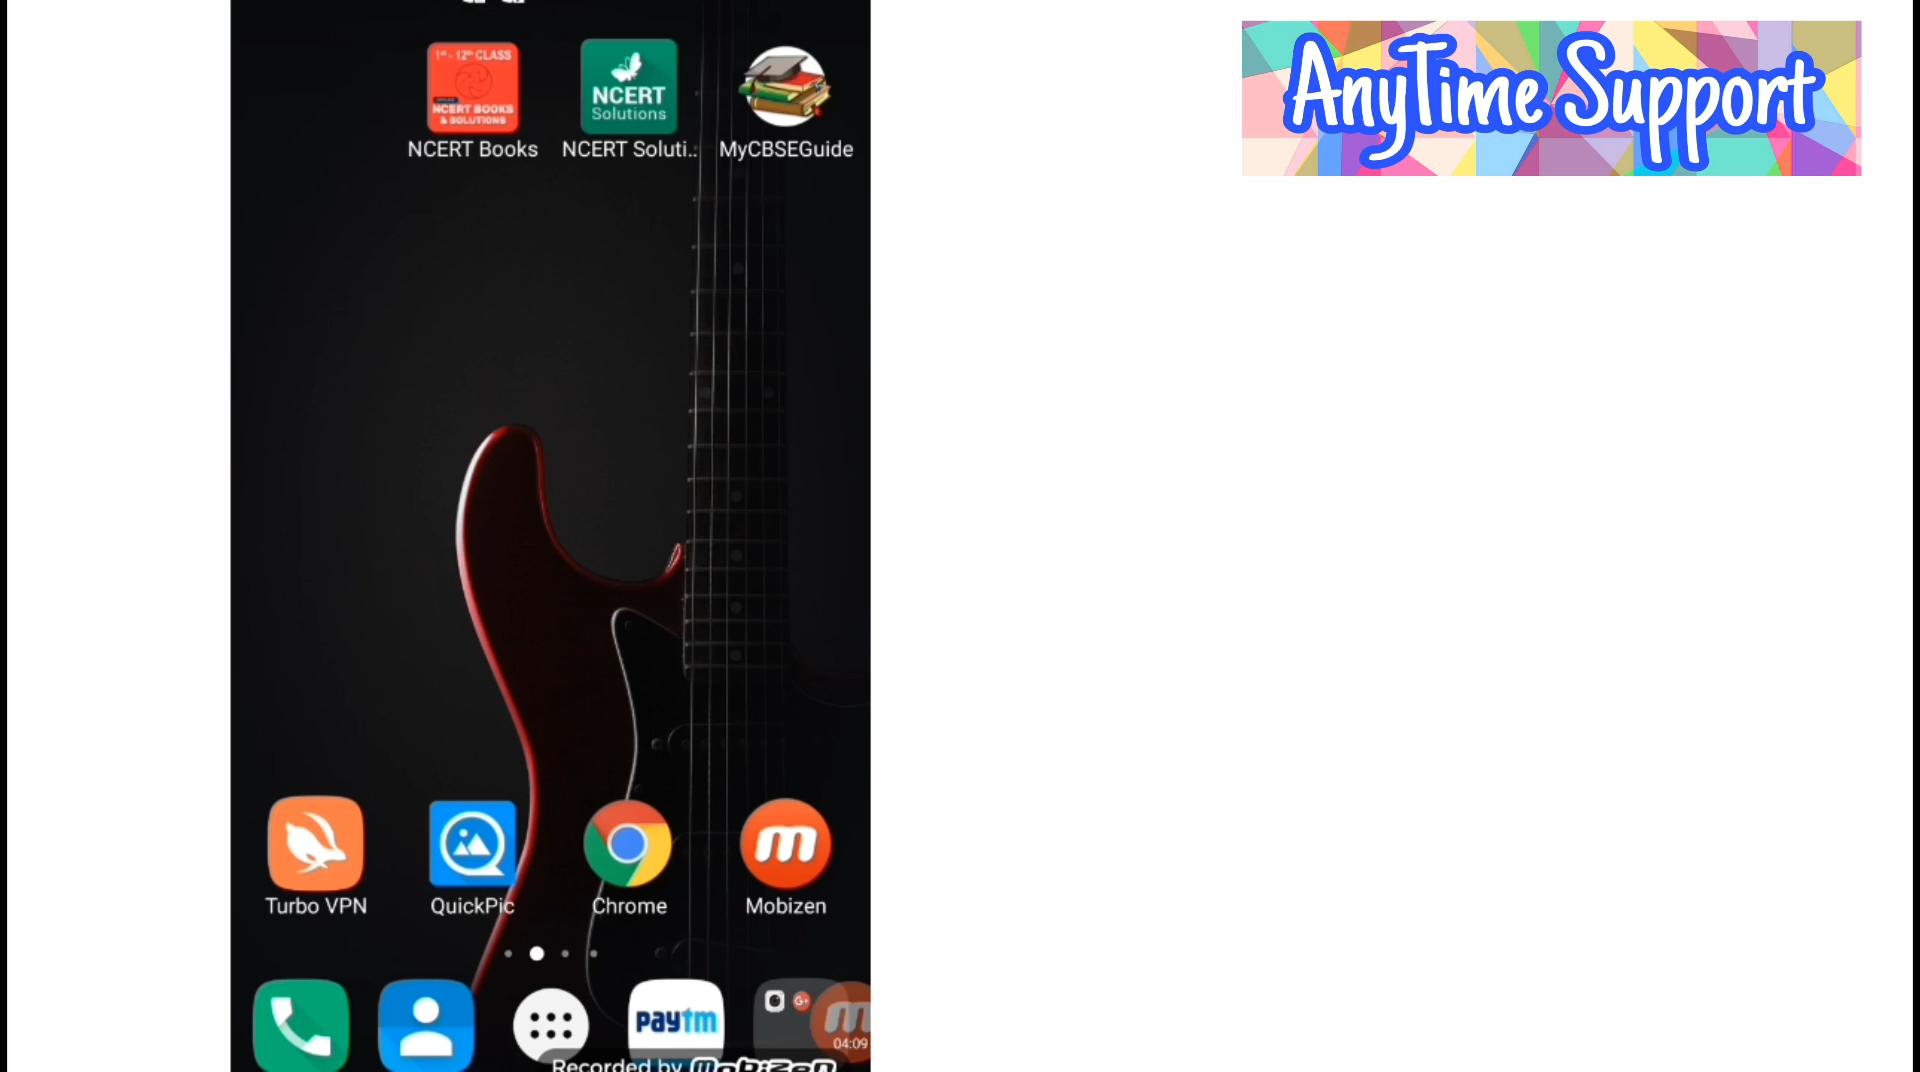 AnyTime Support
1st - 12th CLASS
NCERT BOOKS
& SOLUTIONS
NCERT
Solutions
NCERT Books
NCERT Soluti..
MyCBSEGuide
Turbo VPN
QuickPic
Chrome
Mobizen
paytm
G+
m
04:09
Recorded by mobizen